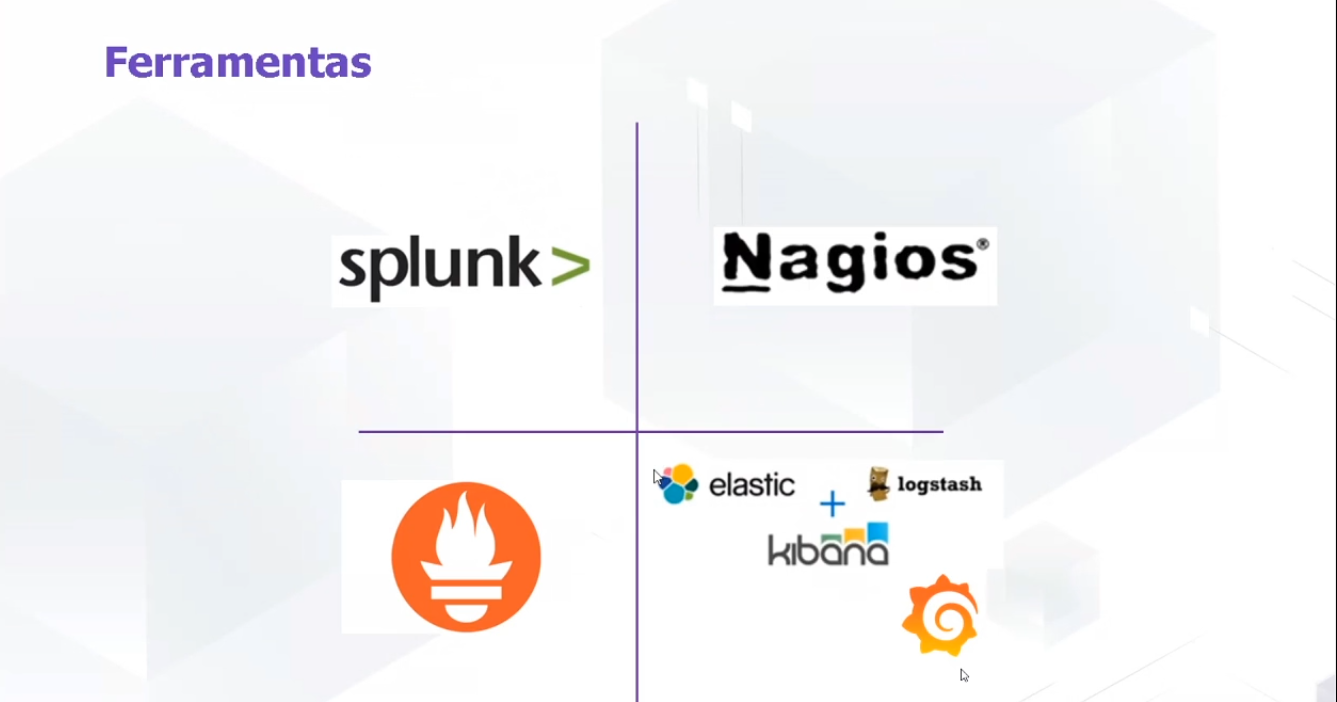 Ferramentas
splunk>
Nagios®
elastic
+
logstash
kibana